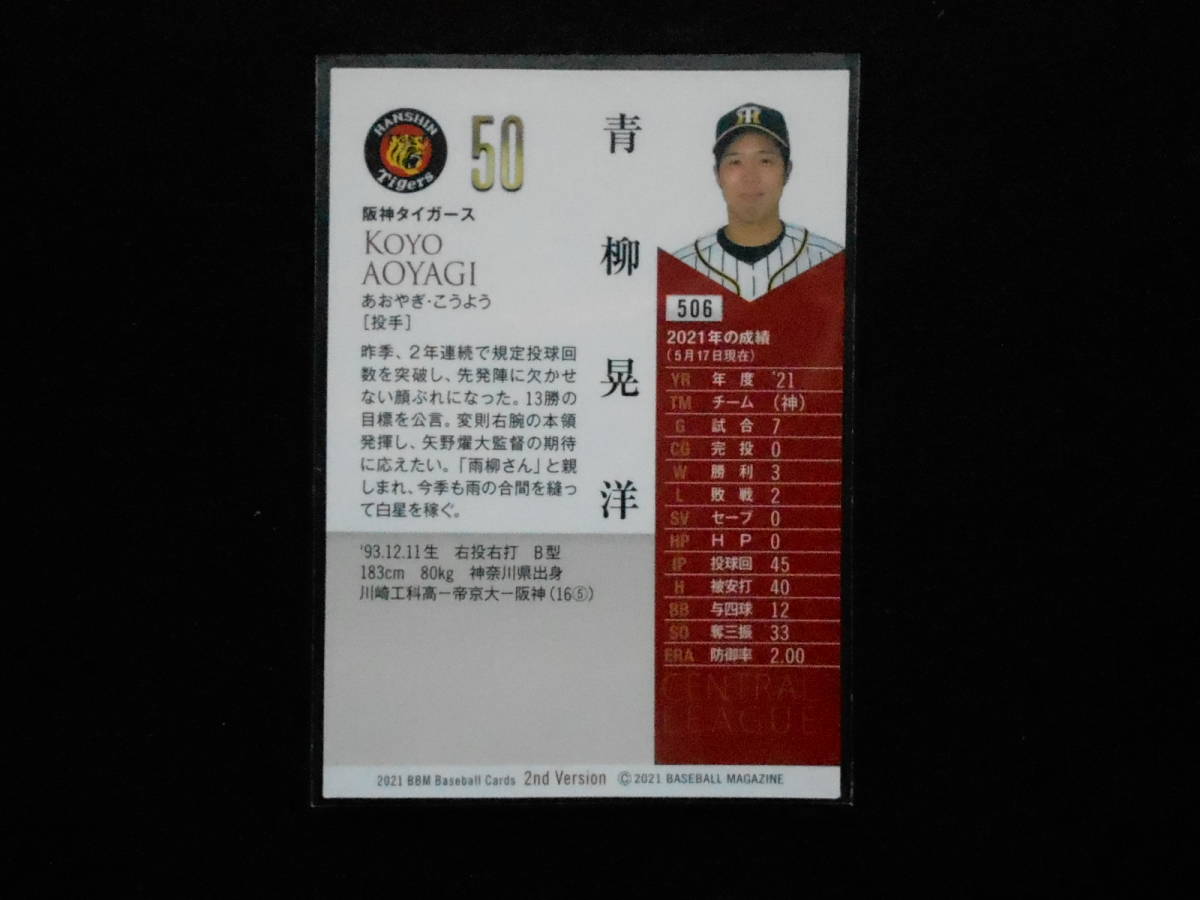 HANSHIN
Tigers
50
阪神タイガース
KOYO
AOYAGI
あおやぎ・こうよう
[投手]
昨季、2年連続で規定投球回
数を突破し、先発陣に欠かせ
ない顔ぶれになった。13勝の
目標を公言。変則右腕の本領
発揮し、矢野燿大監督の期待
に応えたい。「雨柳さん」と親
しまれ、今季も雨の合間を縫っ
て白星を稼ぐ。
'93.12.11生 右投右打 B型
183cm 80kg 神奈川県出身
川崎工科高ー帝京大ー阪神(16⑤)
青柳晃洋
506
2021年の成績
(5月17日現在)
YR 年度 '21
TM チーム (神)
G 試合 7
CG 完投 0
W 勝利 3
L 敗戦 2
SV セーブ 0
HP HP 0
IP 投球回 45
H 被安打 40
BB 与四球 12
SO 奪三振 33
ERA 防御率 2.00
CENTRAL
LEAGUE
2021 BBM Baseball Cards 2nd Version ©2021 BASEBALL MAGAZINE